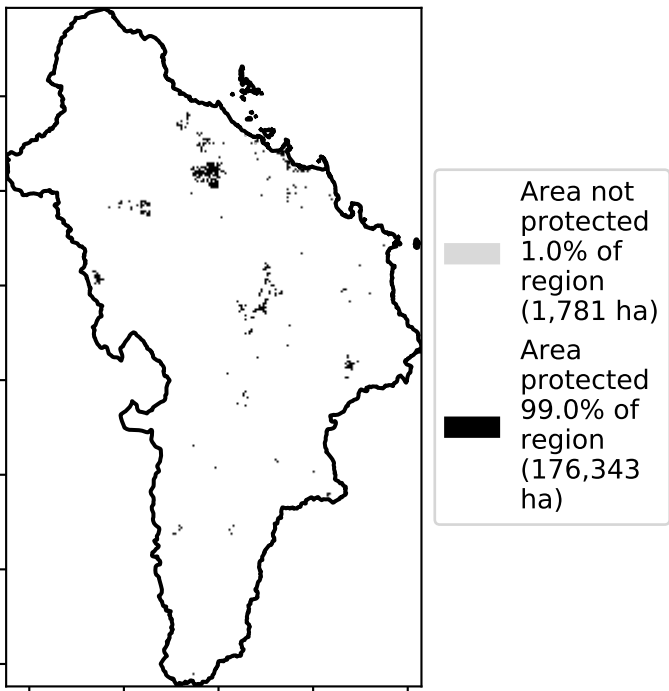 Area not
protected
1.0% of
region
(1,781 ha)
Area
protected
99.0% of
region
(176,343
ha)